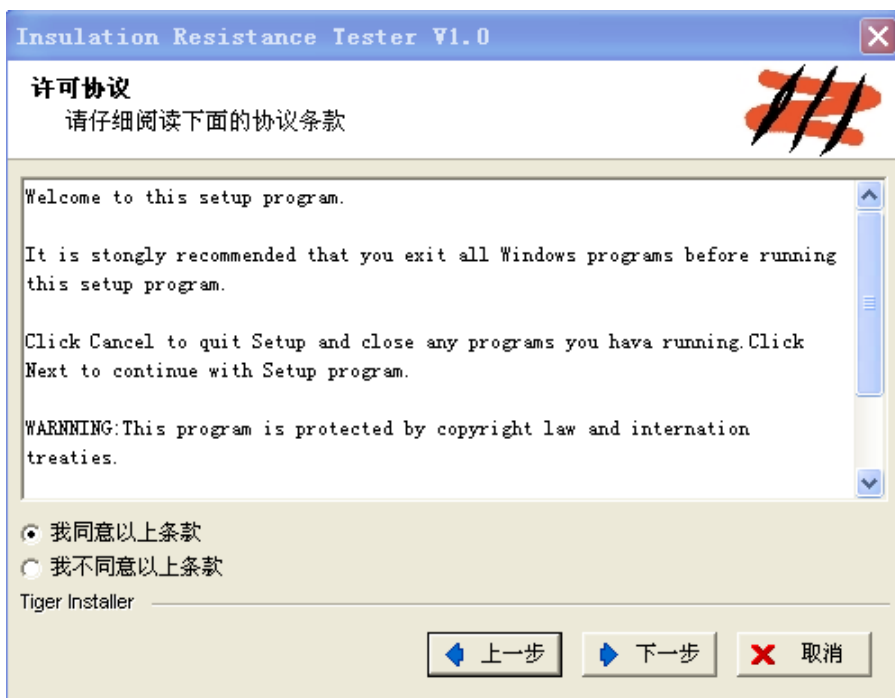 Insulation Resistance Tester V1.0
许可协议
请仔细阅读下面的协议条款
Welcome to this setup program.
It is stongly recommended that you exit all Windows programs before running
this setup program.
Click Cancel to quit Setup and close any programs you hava running.Click
Next to continue with Setup program.
WARNNING:This program is protected by copyright law and internation
treaties.
我同意以上条款
我不同意以上条款
Tiger Installer
上一步 下一步 取消